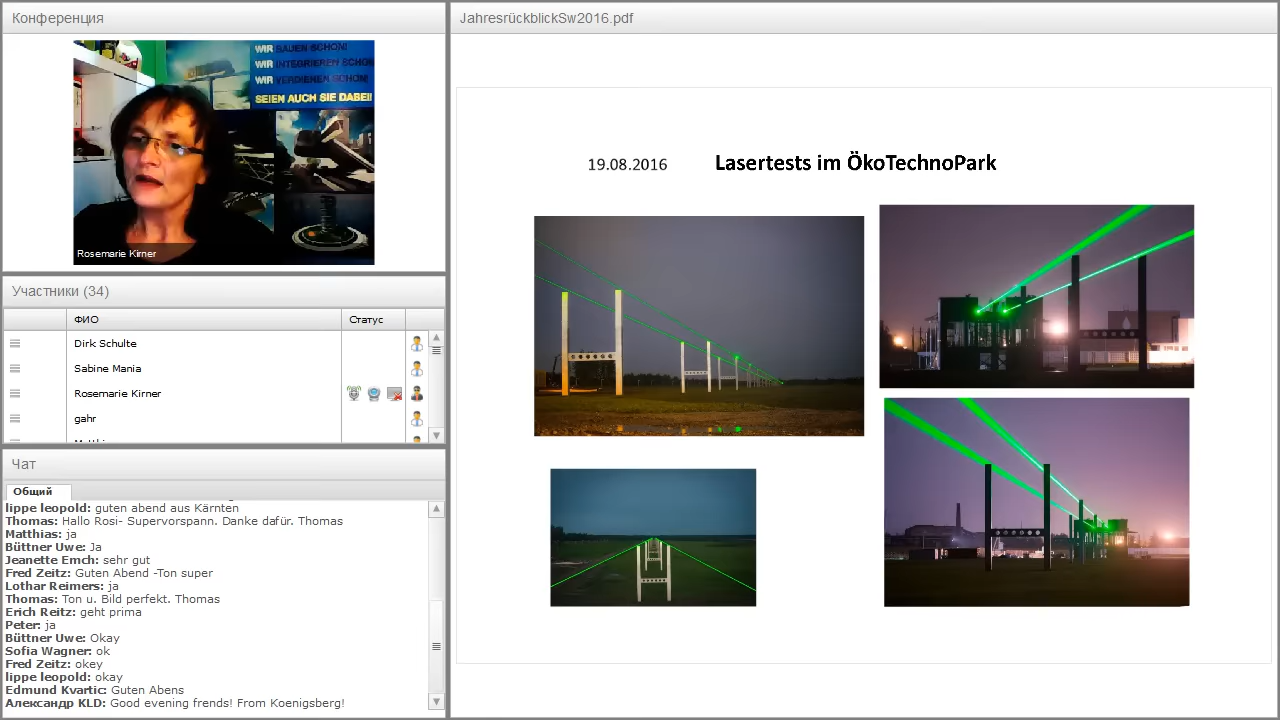 Конференция
WIR BAUEN SCHON!
WIR INTEGRIEREN SCHON
WIR VERDIENEN SCHON!
SEIEN AUCH SIE DABEI!
Rosemarie Kirner
Участники (34)
ФИО Статус
Dirk Schulte
Sabine Mania
Rosemarie Kirner
gahr
Чат
Общий
lippe leopold: guten abend aus Kärnten
Thomas: Hallo Rosi- Supervorspann. Danke dafür. Thomas
Matthias: ja
Büttner Uwe: Ja
Jeanette Emch: sehr gut
Fred Zeitz: Guten Abend -Ton super
Lothar Reimers: ja
Thomas: Ton u. Bild perfekt. Thomas
Erich Reitz: geht prima
Peter: ja
Büttner Uwe: Okay
Sofia Wagner: ok
Fred Zeitz: okey
lippe leopold: okay
Edmund Kvartic: Guten Abens
Александр KLD: Good evening frends! From Koenigsberg!
JahresrückblickSw2016.pdf
19.08.2016 Lasertests im ÖkoTechnoPark